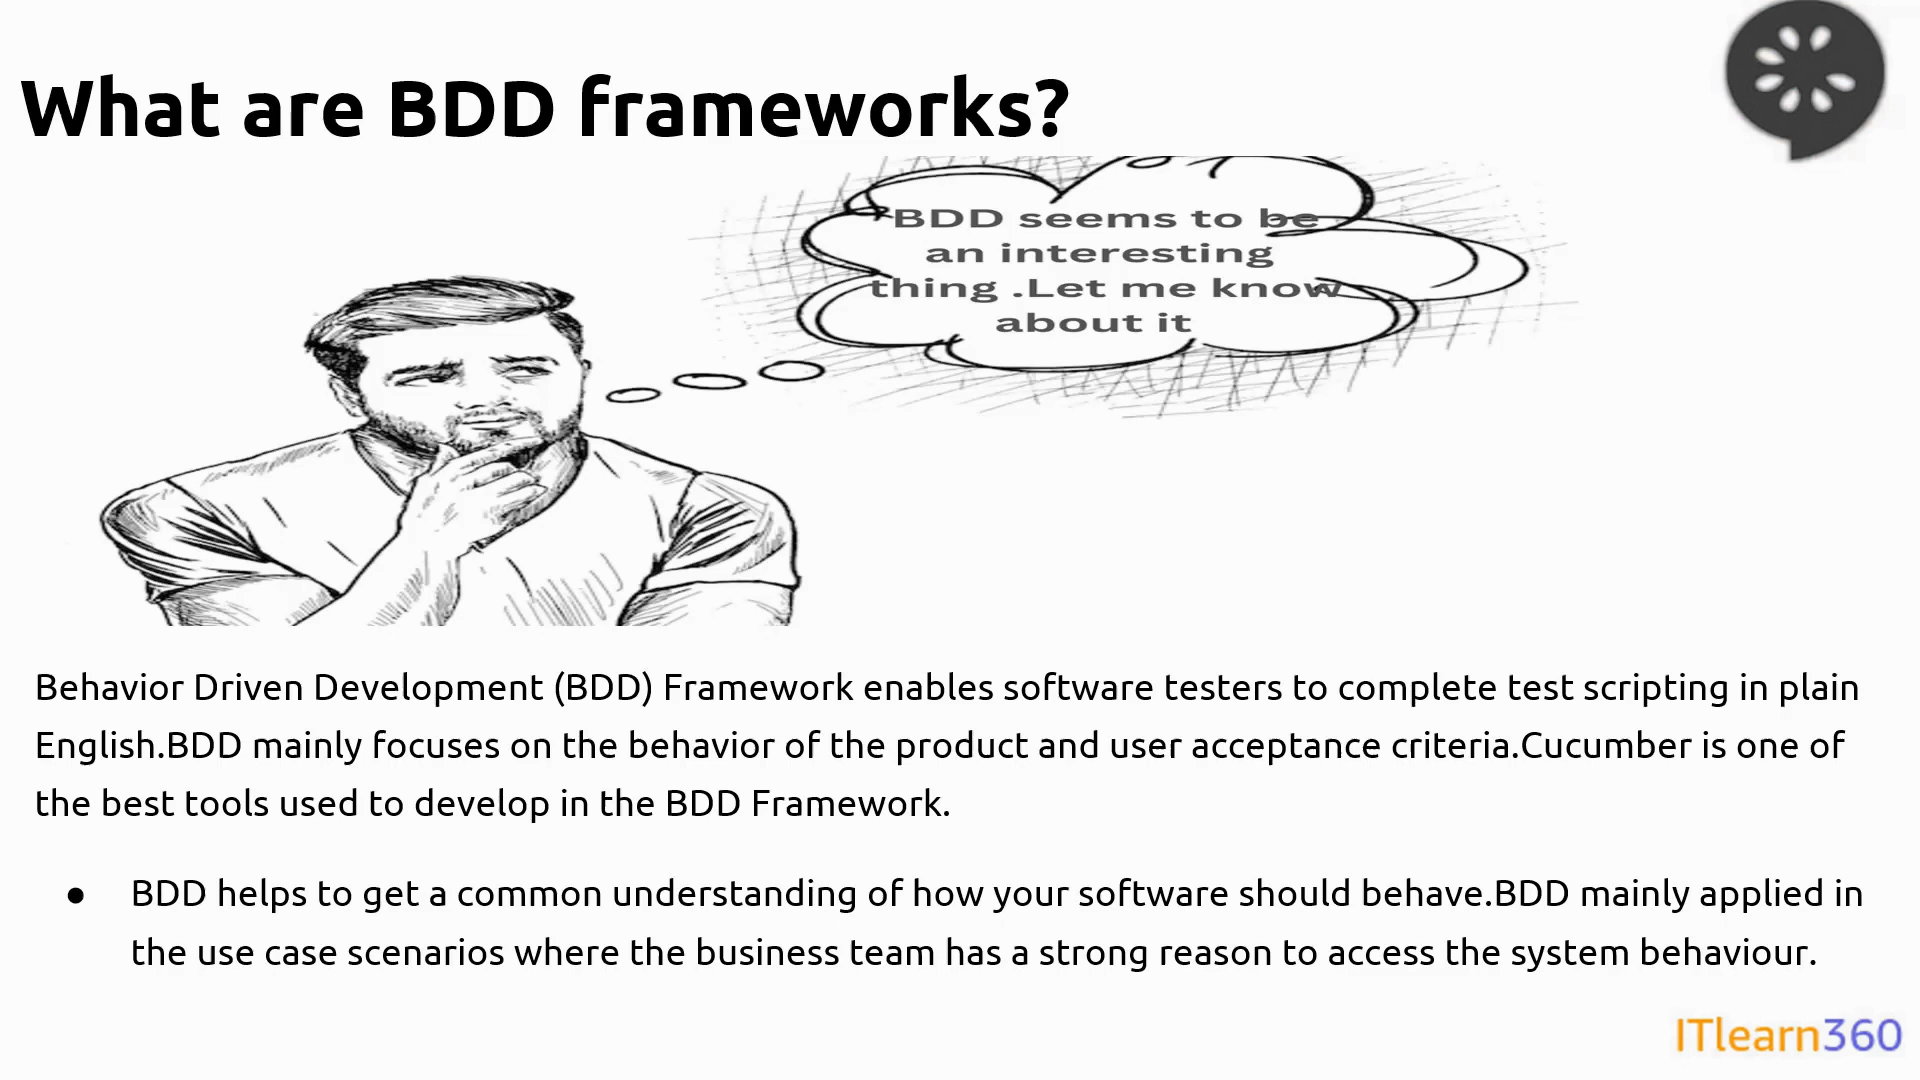 What are BDD frameworks?
BDD seems to be
an interesting
thing .Let me know
about it
Behavior Driven Development (BDD) Framework enables software testers to complete test scripting in plain
English.BDD mainly focuses on the behavior of the product and user acceptance criteria.Cucumber is one of
the best tools used to develop in the BDD Framework.
● BDD helps to get a common understanding of how your software should behave.BDD mainly applied in
the use case scenarios where the business team has a strong reason to access the system behaviour.
ITlearn360